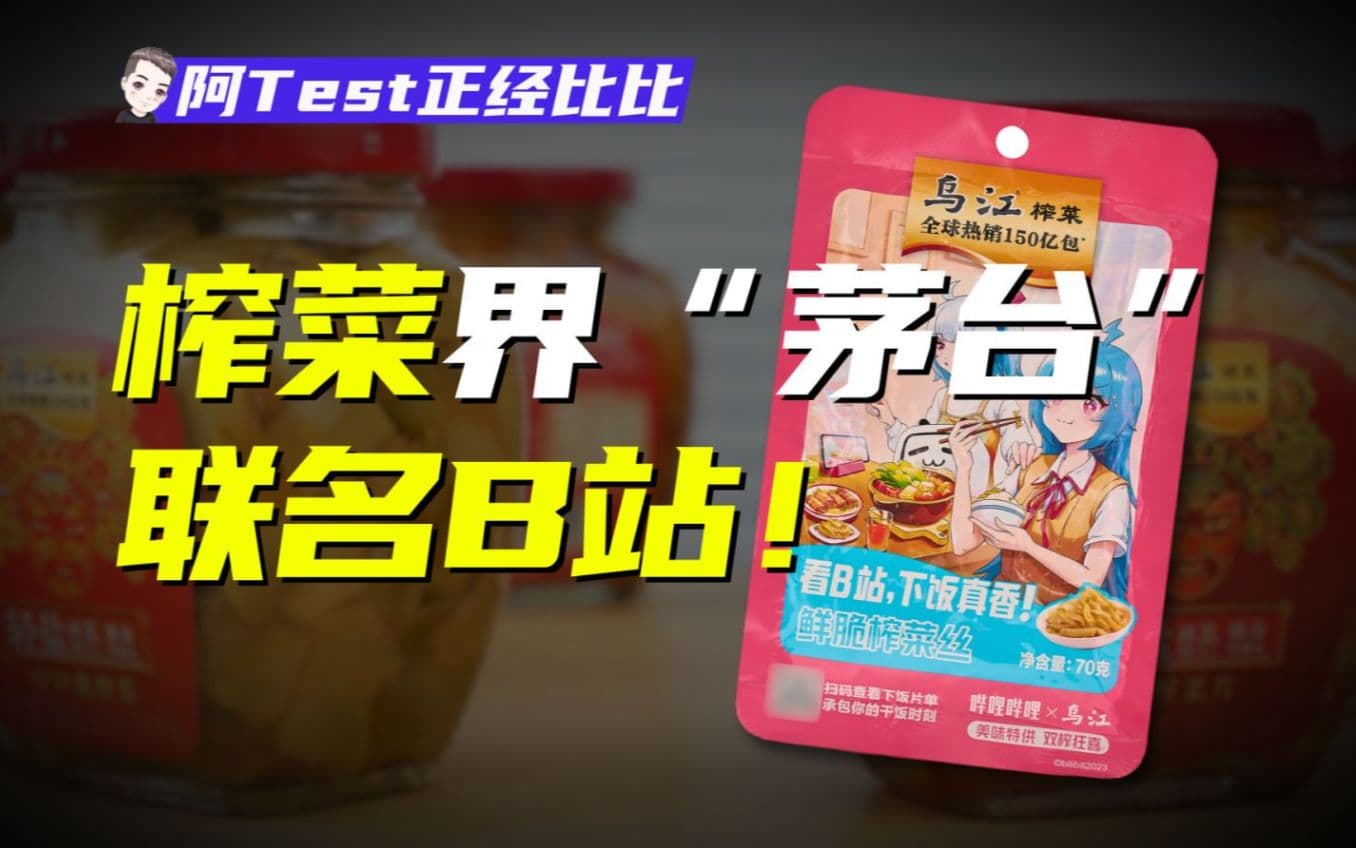 阿Test正经比比
乌江榨菜
全球热销150亿包*
榨菜界“茅台”
联名B站！
看B站,下饭真香!
鲜脆榨菜丝
净含量:70克
扫码查看下饭片单
承包你的干饭时刻
哔哩哔哩×乌江
美味特供 双榨狂喜
©bilibili2023